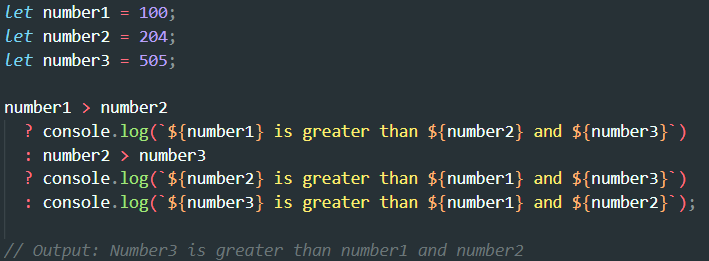 let number1 = 100;
let number2 = 204;
let number3 = 505;
number1 > number2
? console.log(`${number1} is greater than ${number2} and ${number3}`)
: number2 > number3
? console.log(`${number2} is greater than ${number1} and ${number3}`)
: console.log(`${number3} is greater than ${number1} and ${number2}`);
// Output: Number3 is greater than number1 and number2